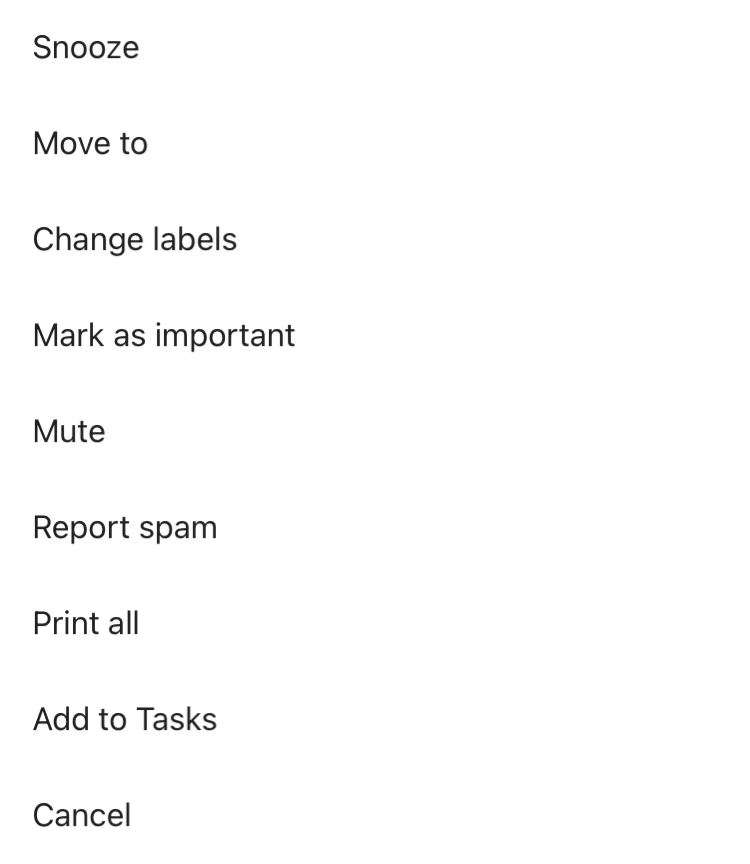 Snooze
Move to
Change labels
Mark as important
Mute
Report spam
Print all
Add to Tasks
Cancel